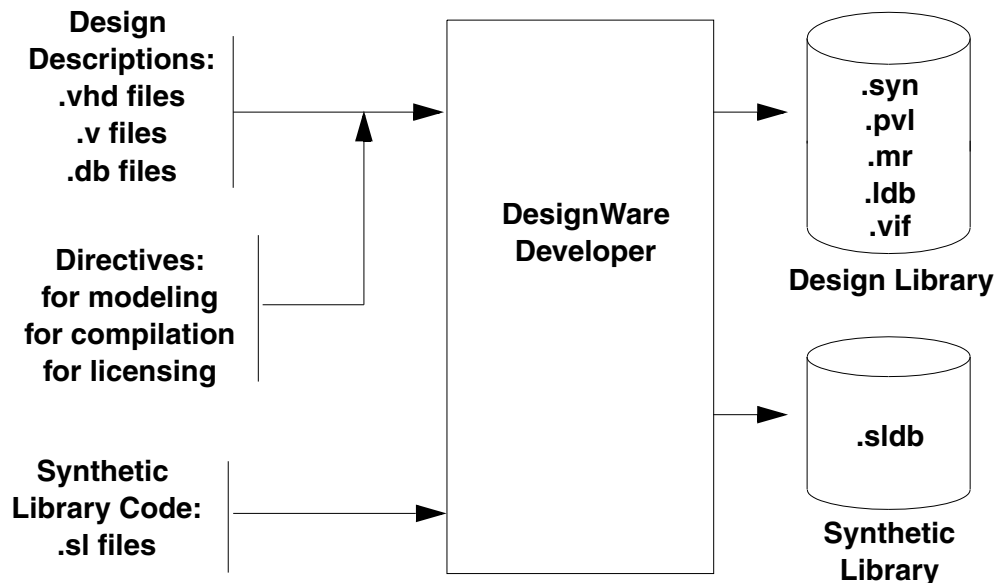 Design
Descriptions:
.vhd files
.v files
.db files
Directives:
for modeling
for compilation
for licensing
Synthetic
Library Code:
.sl files
DesignWare
Developer
.syn
.pvl
.mr
.ldb
.vif
Design Library
.sldb
Synthetic
Library